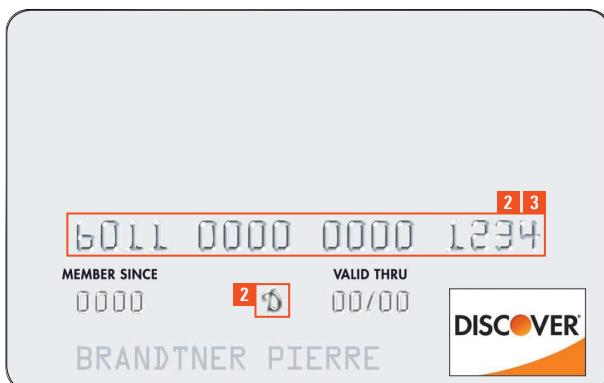 2 3
6011 0000 0000 1234
MEMBER SINCE VALID THRU
0000 2 D 00/00
DISCOVER
BRANDTNER PIERRE